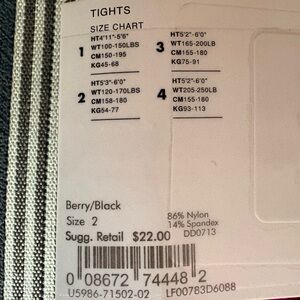 TIGHTS
SIZE CHART
1
HT4'11"-5'8"
WT100-150LBS
CM150-195
KG45-68
3
HT5'2"-6'0"
WT165-200LB
CM155-180
KG75-91
2
HT5'3"-6'0"
WT120-170LBS
CM158-180
KG54-77
4
HT5'2"-6'0"
WT205-250LB
CM155-180
KG93-113
Berry/Black
Size 2
86% Nylon
14% Spandex
Sugg. Retail $22.00
DD0713
0 08672 74448 2
U5986-71502-02 LF00783D6088